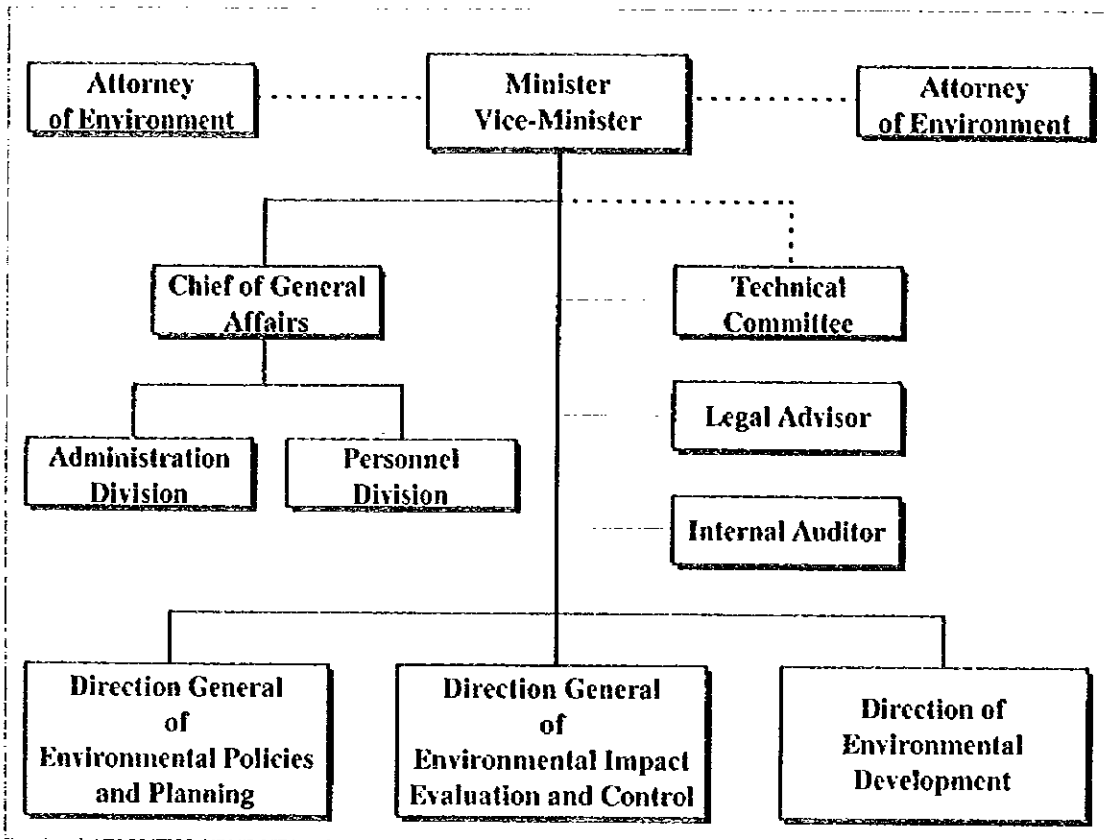 Attorney
of Environment
Minister
Vice-Minister
Attorney
of Environment
Chief of General
Affairs
Technical
Committee
Legal Advisor
Administration
Division
Personnel
Division
Internal Auditor
Direction General
of
Environmental Policies
and Planning
Direction General
of
Environmental Impact
Evaluation and Control
Direction of
Environmental
Development